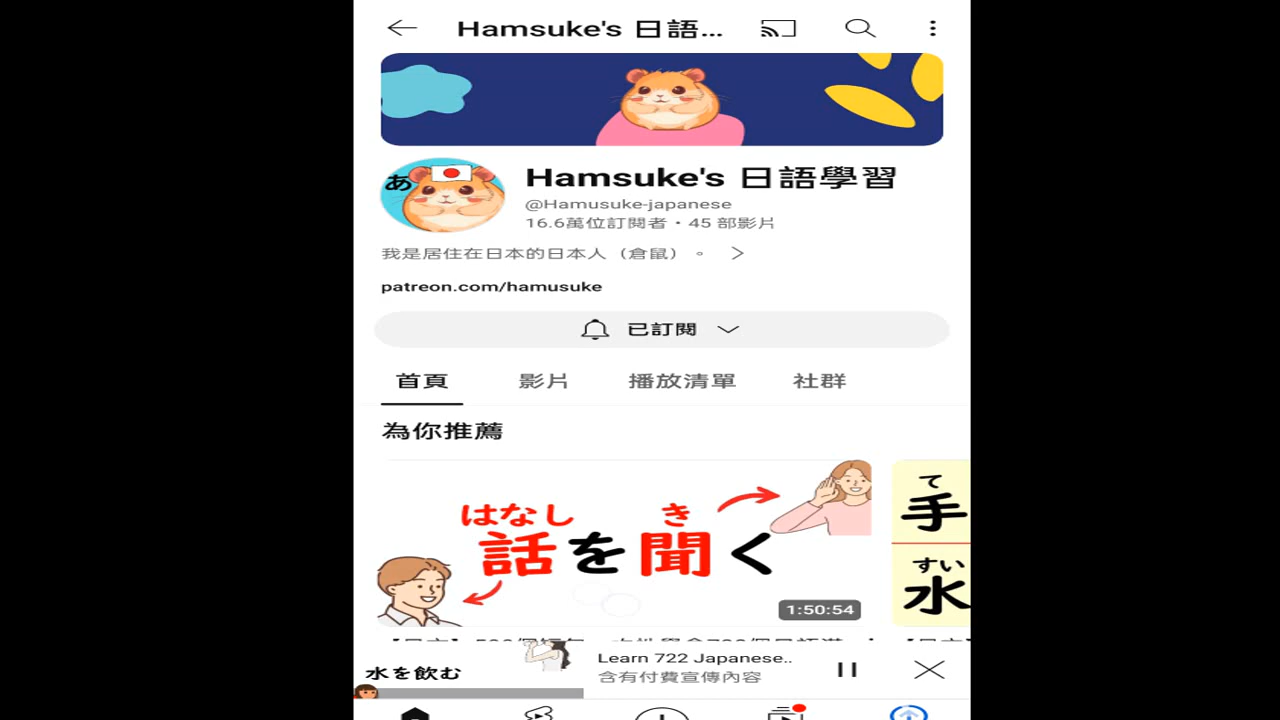 Hamsuke's 日語...
あ
Hamsuke's 日語學習
@Hamusuke-japanese
16.6萬位訂閱者・45 部影片
我是居住在日本的日本人（倉鼠）。
patreon.com/hamusuke
已訂閱
首頁 影片 播放清單 社群
為你推薦
はなし き
話を聞く
1:50:54
て
手
すい
水
水を飲む
Learn 722 Japanese..
含有付費宣傳內容